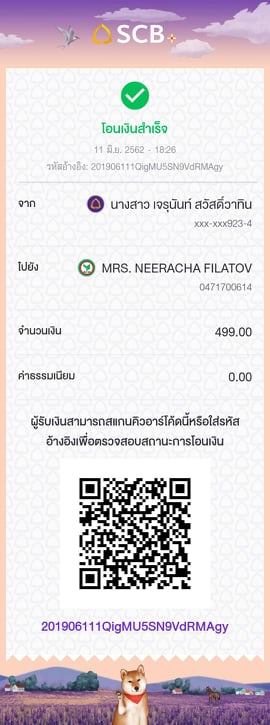 SCB
โอนเงินสำเร็จ
11 มิ.ย. 2562 - 18:26
รหัสอ้างอิง: 201906111QigMU5SN9VdRMAgy
จาก
นางสาว เจรุนันท์ สวัสดิ์วาทิน
xxx-xxx923-4
ไปยัง
MRS. NEERACHA FILATOV
0471700614
จำนวนเงิน
499.00
ค่าธรรมเนียม
0.00
ผู้รับเงินสามารถสแกนคิวอาร์โค้ดนี้หรือใส่รหัส
อ้างอิงเพื่อตรวจสอบสถานะการโอนเงิน
201906111QigMU5SN9VdRMAgy